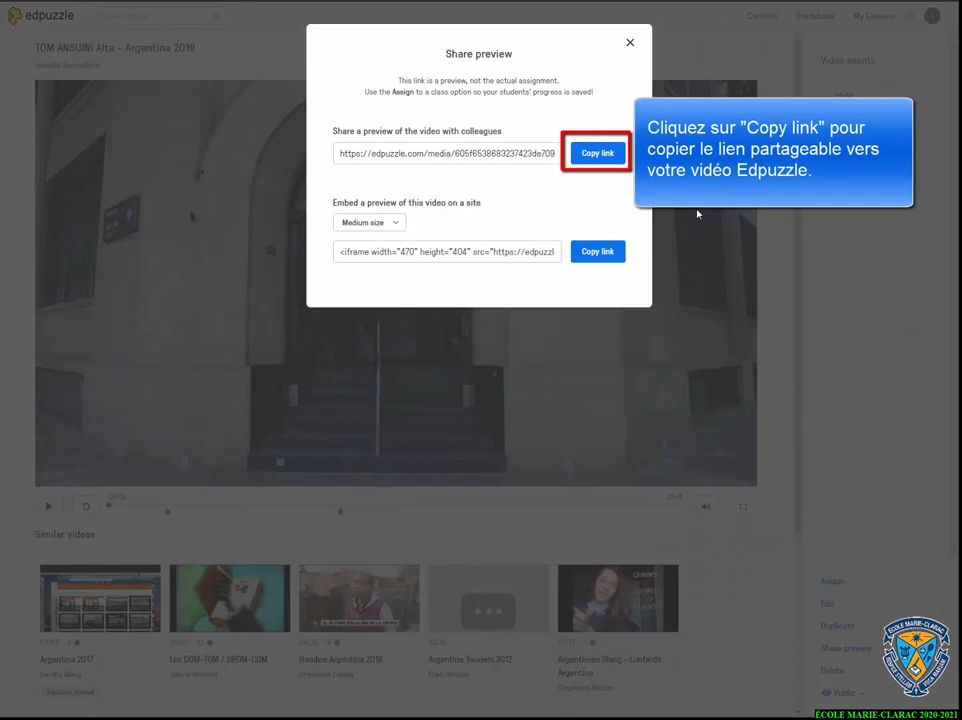 edpuzzle
Content
Gradebook
My Classes
TOM ANSUINI Alta - Argentina 2019
Video events
Share preview
This link is a preview, not the actual assignment.
Use the Assign to a class option so your students' progress is saved!
Share a preview of the video with colleagues
https://edpuzzle.com/media/605f6538683237423de709
Copy link
Cliquez sur "Copy link" pour
copier le lien partageable vers
votre vidéo Edpuzzle.
Embed a preview of this video on a site
Medium size
<iframe width="470" height="404" src="https://edpuzzl
Copy link
00:00
Similar videos
Argentina 2017
Les DOM-TOM / DROM-COM
Hambre Argentina 2019
Argentina Tourism 2012
Argentinian Slang - Lunfardo
Argentino
Assign
Edit
Duplicate
Share preview
Delete
Public
ÉCOLE MARIE-CLARAC
ÉCOLE MARIE-CLARAC 2020-2021